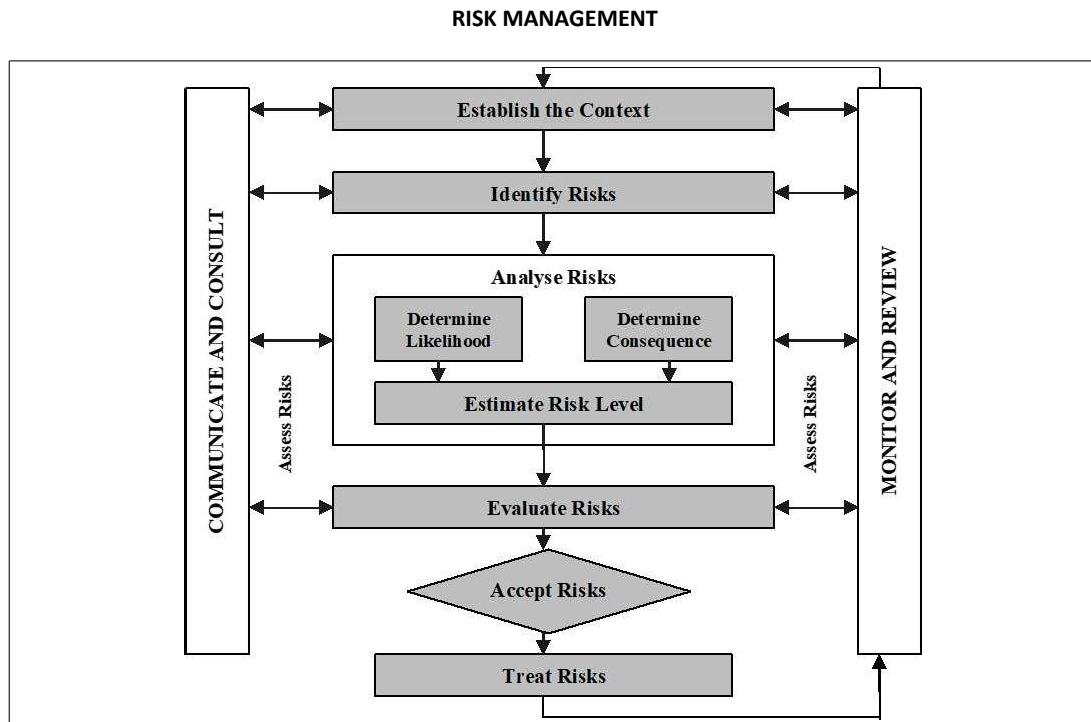 RISK MANAGEMENT
Establish the Context
Identify Risks
Analyse Risks
Determine
Likelihood
Determine
Consequence
Estimate Risk Level
Evaluate Risks
Accept Risks
Treat Risks
COMMUNICATE AND CONSULT
Assess Risks
Assess Risks
MONITOR AND REVIEW